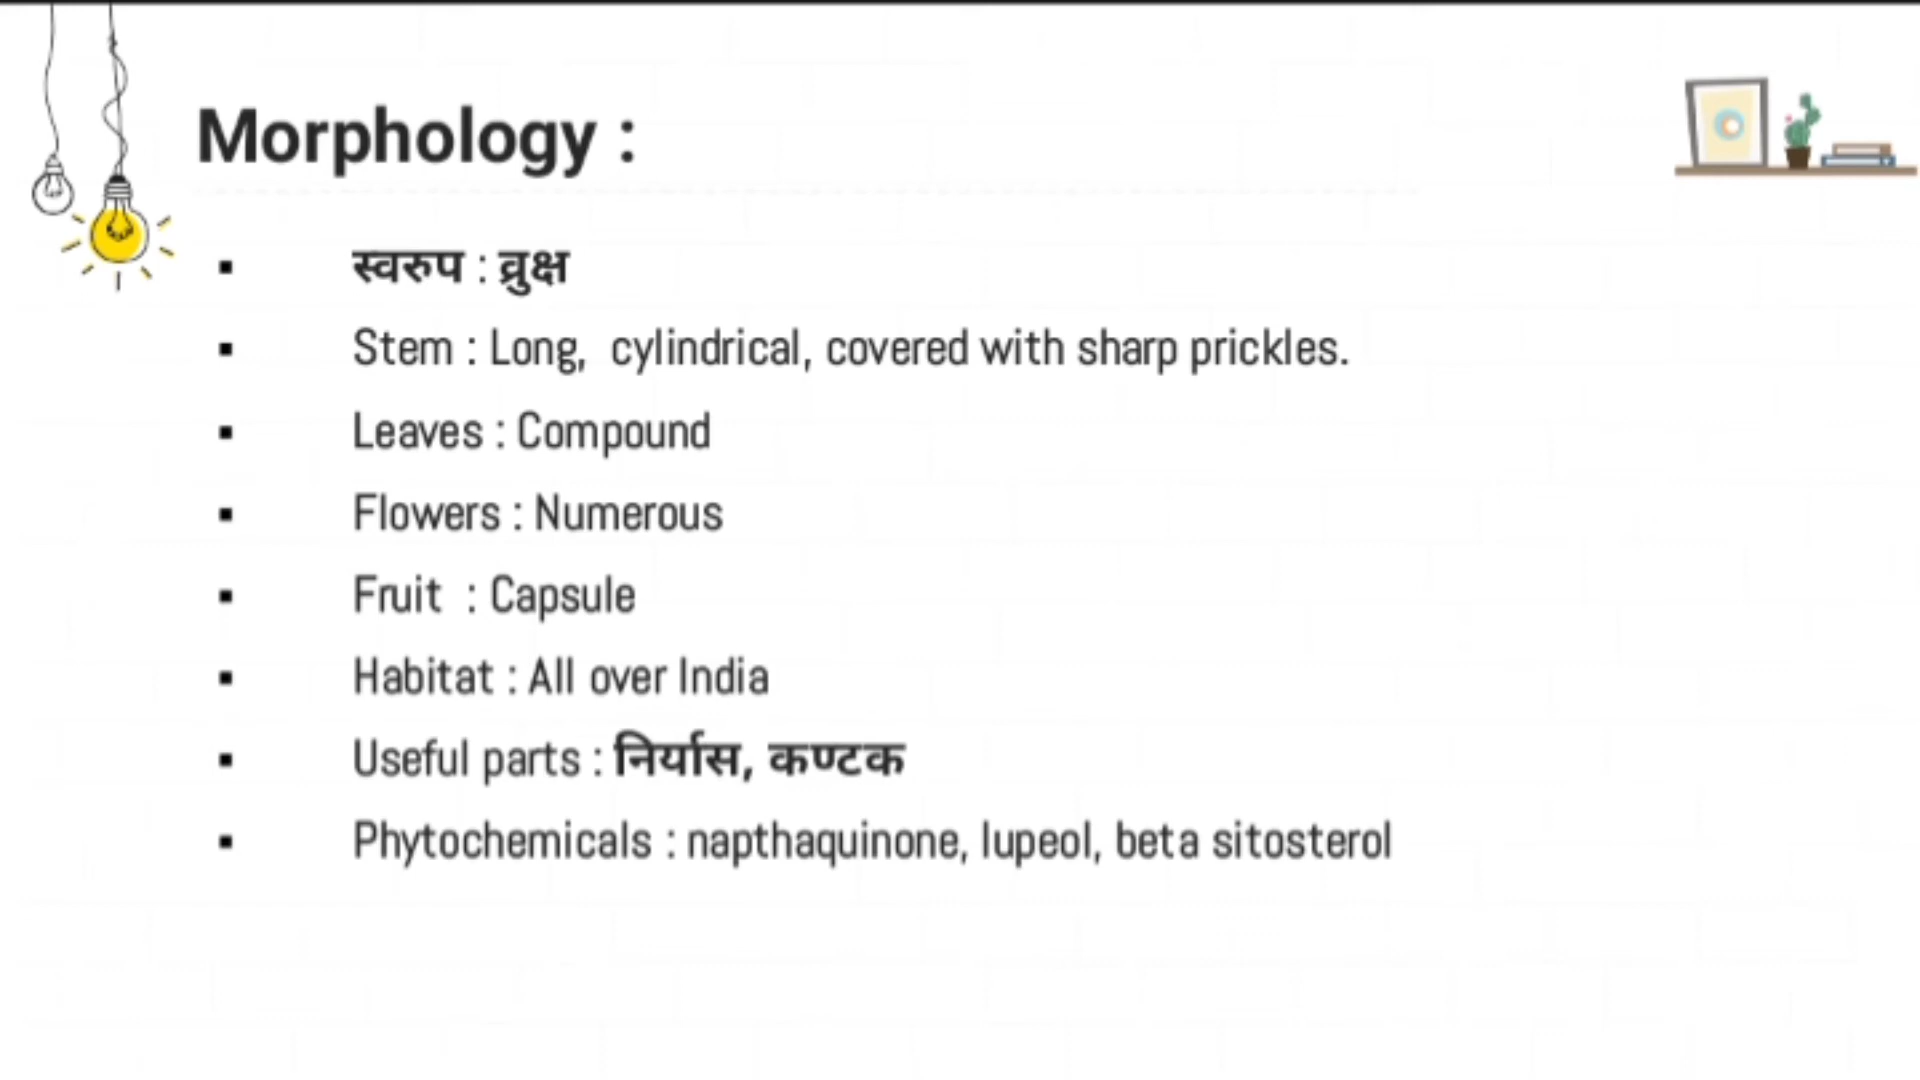 Morphology :
▪ स्वरुप : व्रुक्ष
▪ Stem : Long, cylindrical, covered with sharp prickles.
▪ Leaves : Compound
▪ Flowers : Numerous
▪ Fruit : Capsule
▪ Habitat : All over India
▪ Useful parts : निर्यास, कण्टक
▪ Phytochemicals : napthaquinone, lupeol, beta sitosterol